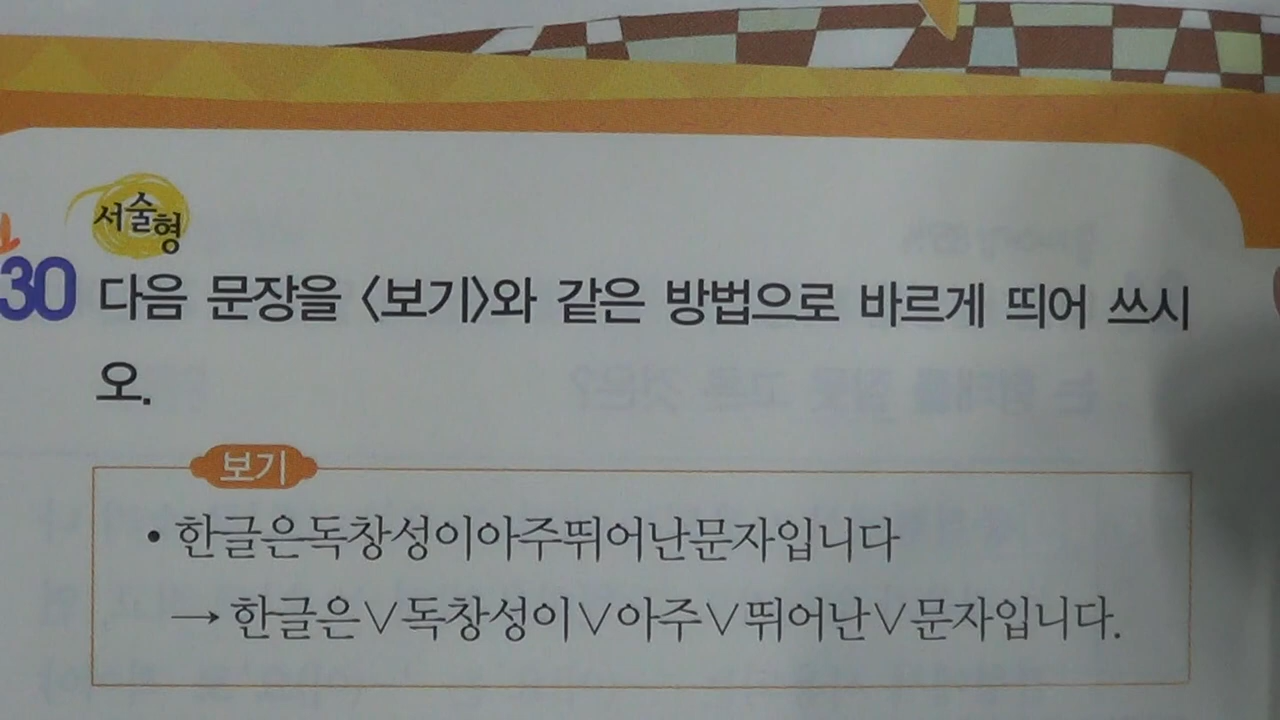 서술형
30 다음 문장을 〈보기〉와 같은 방법으로 바르게 띄어 쓰시
오.
보기
• 한글은독창성이아주뛰어난문자입니다
→ 한글은∨독창성이∨아주∨뛰어난∨문자입니다.